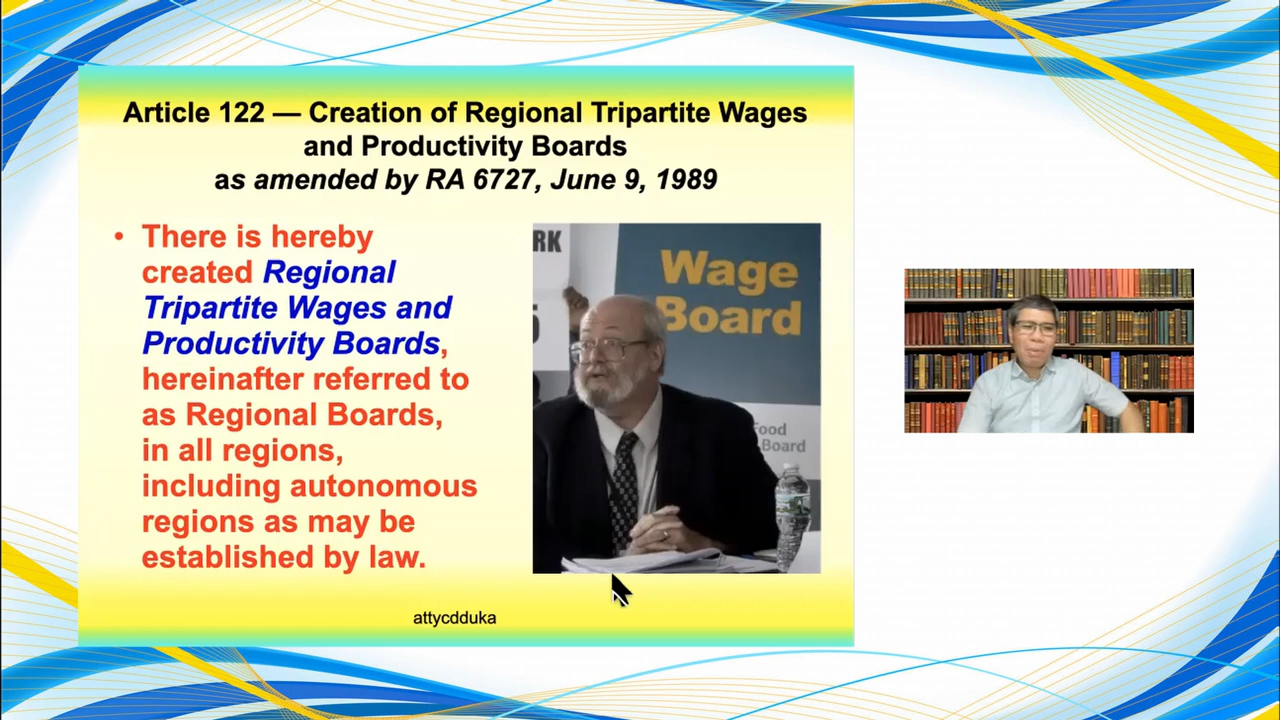 Article 122 — Creation of Regional Tripartite Wages
and Productivity Boards
as amended by RA 6727, June 9, 1989
• There is hereby
created Regional
Tripartite Wages and
Productivity Boards,
hereinafter referred to
as Regional Boards,
in all regions,
including autonomous
regions as may be
established by law.
RK
Wage
Board
Food
Board
attycdduka